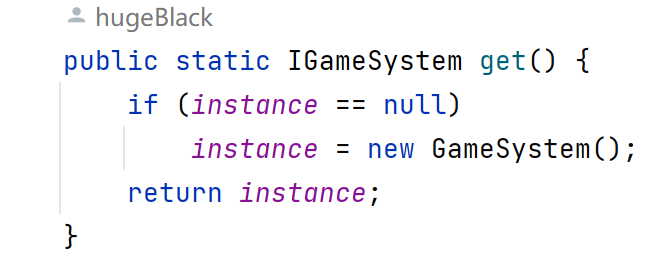 hugeBlack
public static IGameSystem get() {
    if (instance == null)
        instance = new GameSystem();
    return instance;
}